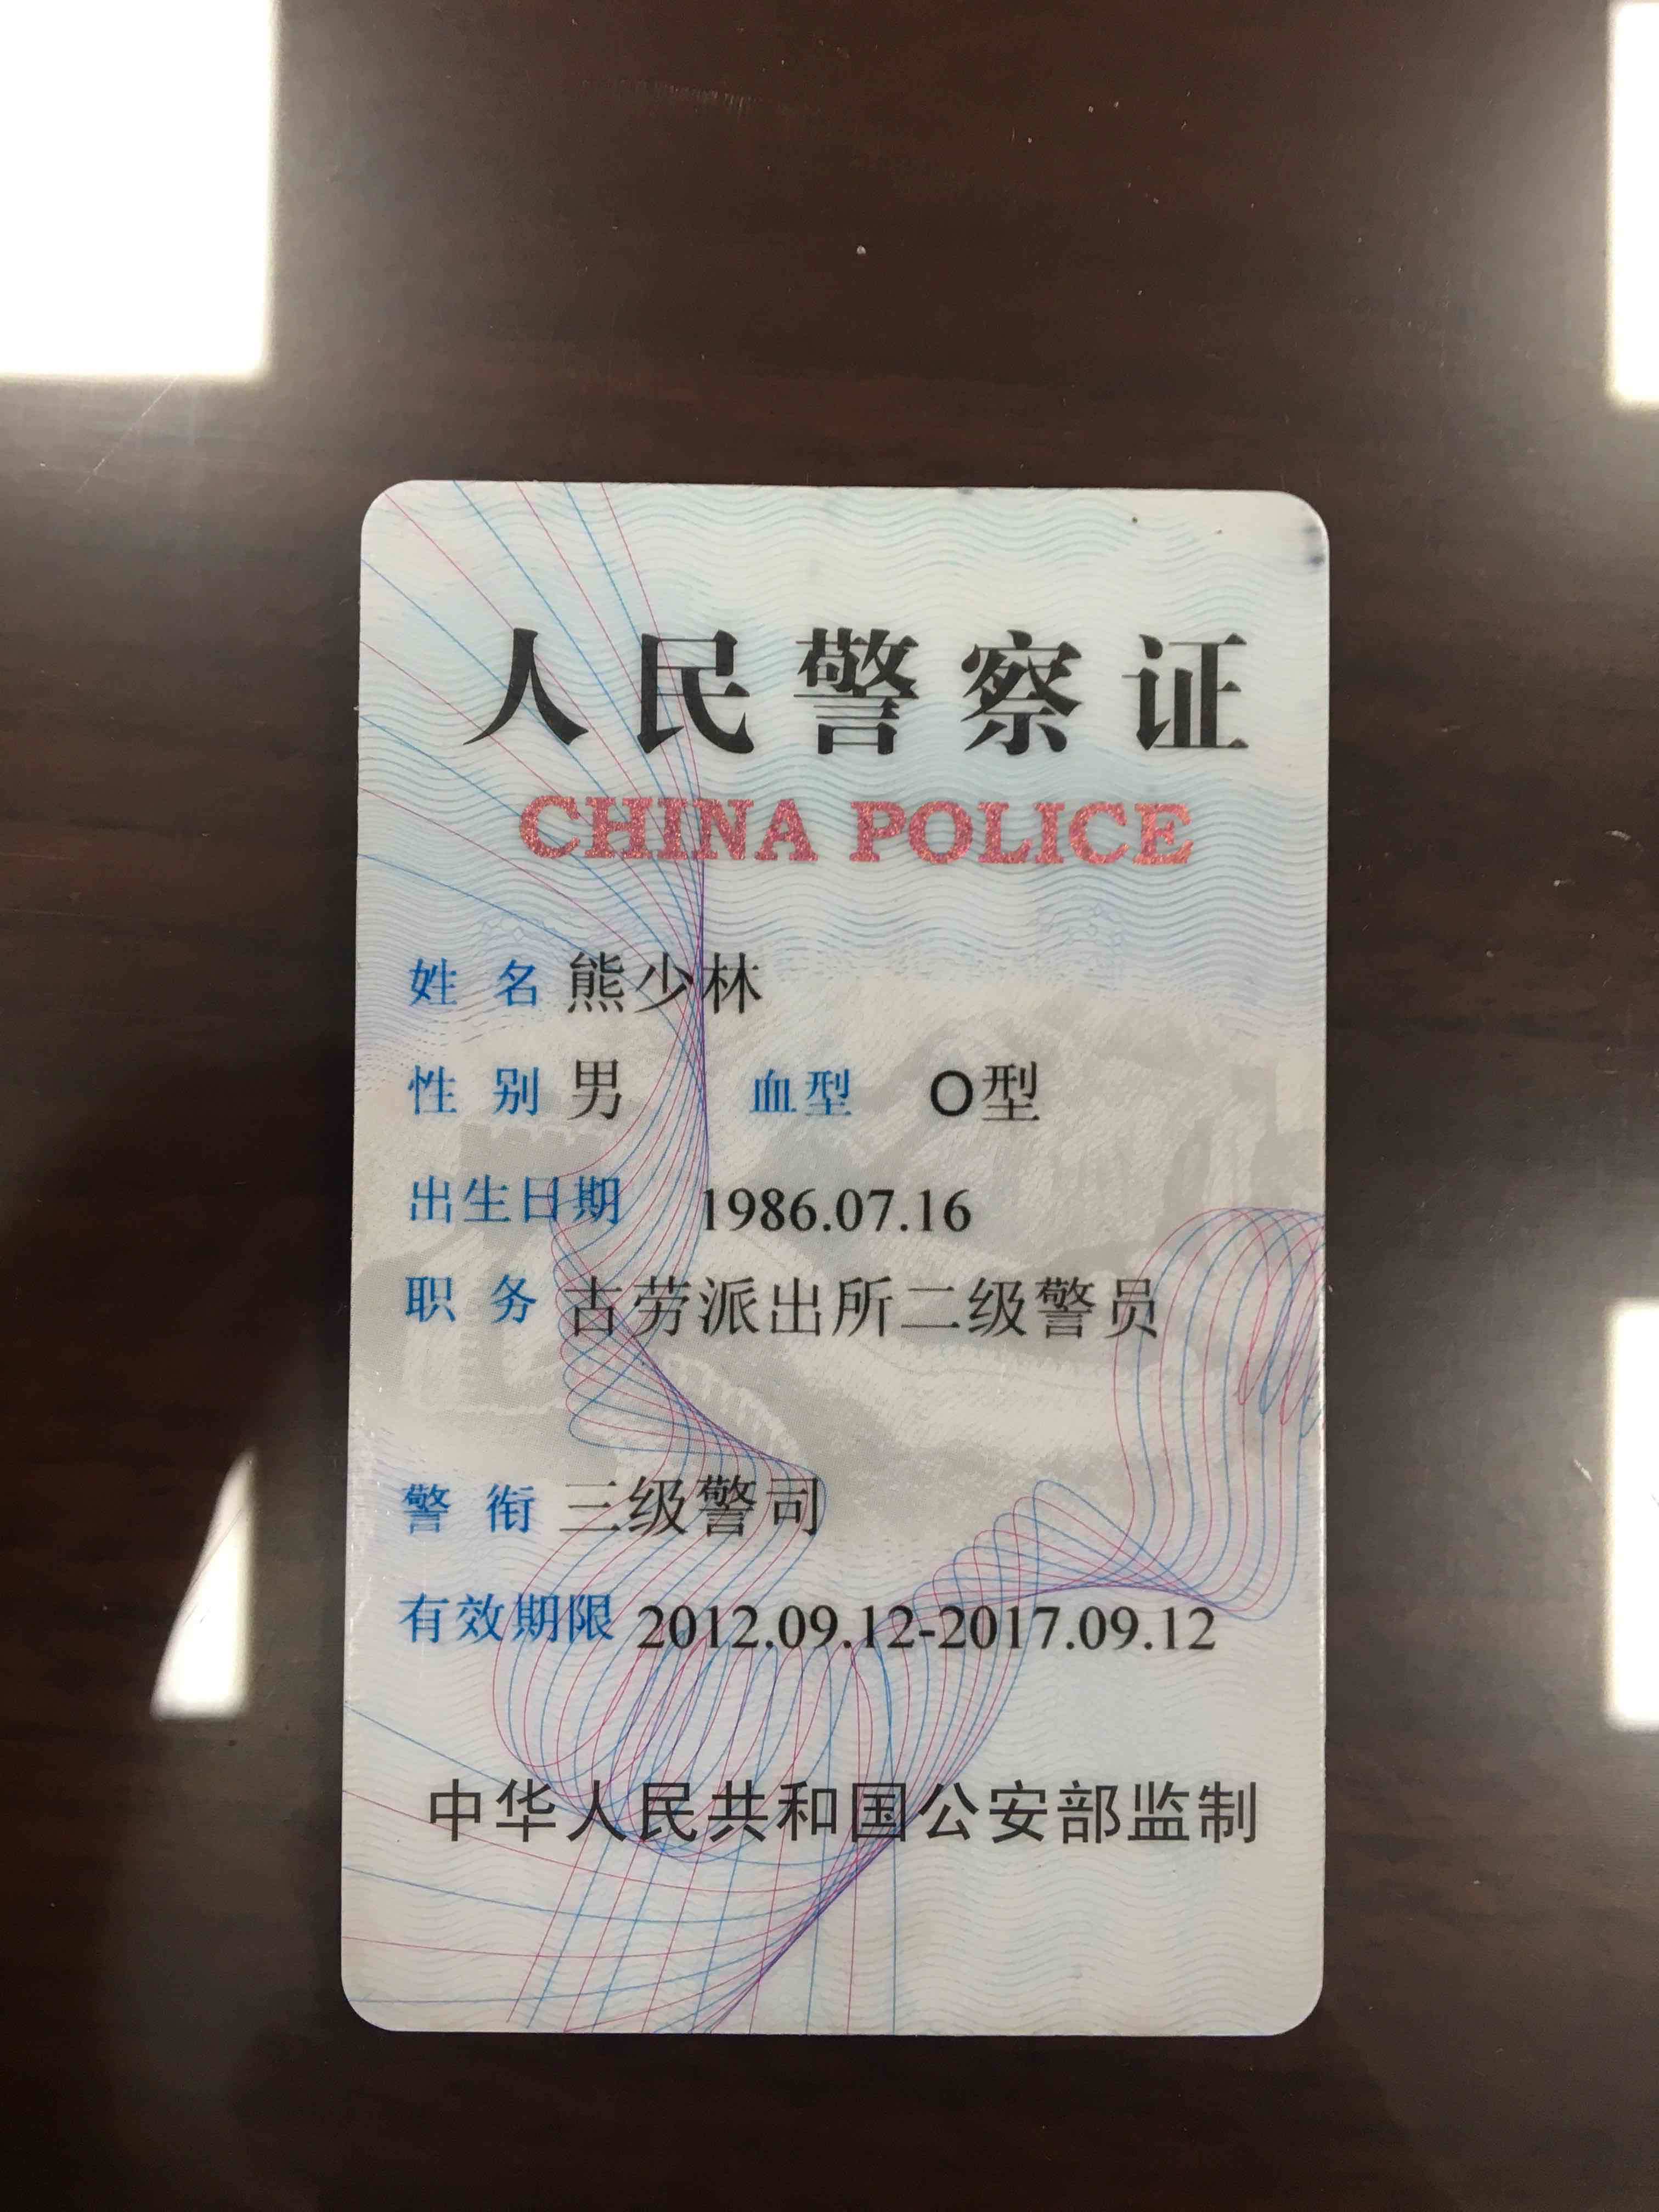 人民警察证
CHINA POLICE
姓 名 熊少林
性 别 男 血型 O型
出生日期 1986.07.16
职 务 古劳派出所二级警员
警 衔 三级警司
有效期限 2012.09.12-2017.09.12
中华人民共和国公安部监制